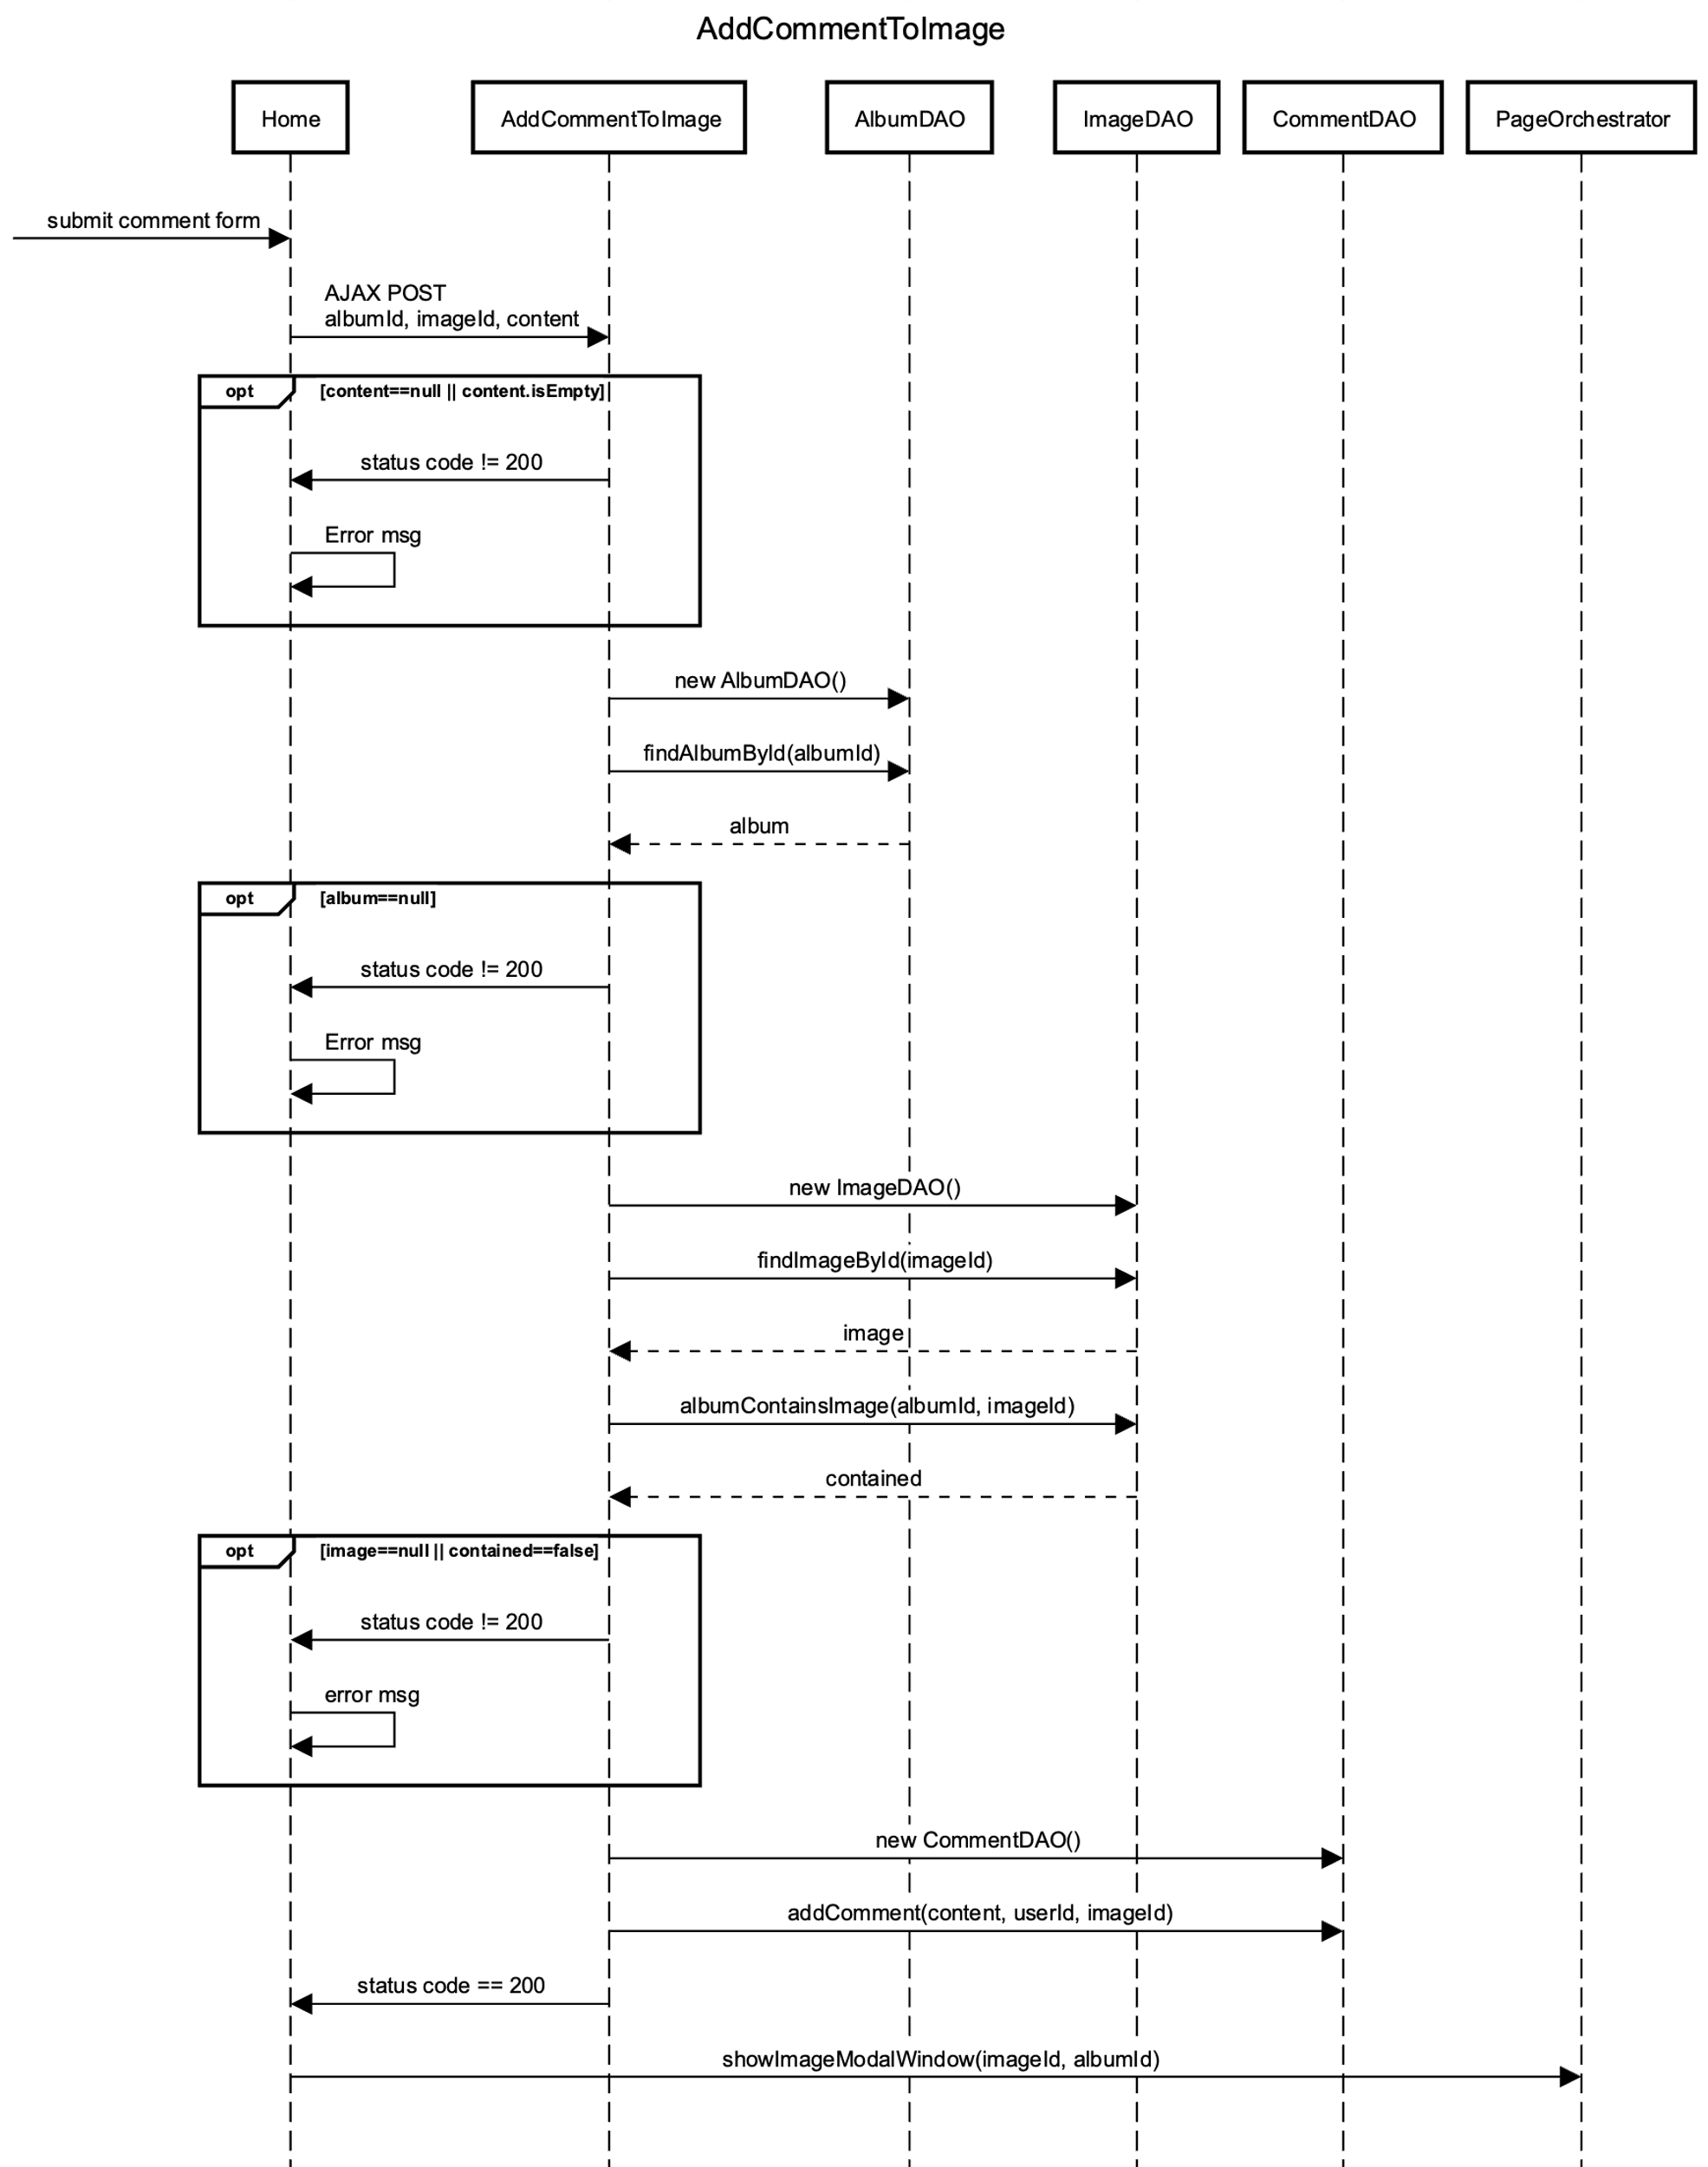 AddCommentToImage
Home
AddCommentToImage
AlbumDAO
ImageDAO
CommentDAO
PageOrchestrator
submit comment form
AJAX POST
albumId, imageId, content
opt
[content==null || content.isEmpty]
status code != 200
Error msg
new AlbumDAO()
findAlbumById(albumId)
album
opt
[album==null]
status code != 200
Error msg
new ImageDAO()
findImageById(imageId)
image
albumContainsImage(albumId, imageId)
contained
opt
[image==null || contained==false]
status code != 200
error msg
new CommentDAO()
addComment(content, userId, imageId)
status code == 200
showImageModalWindow(imageId, albumId)